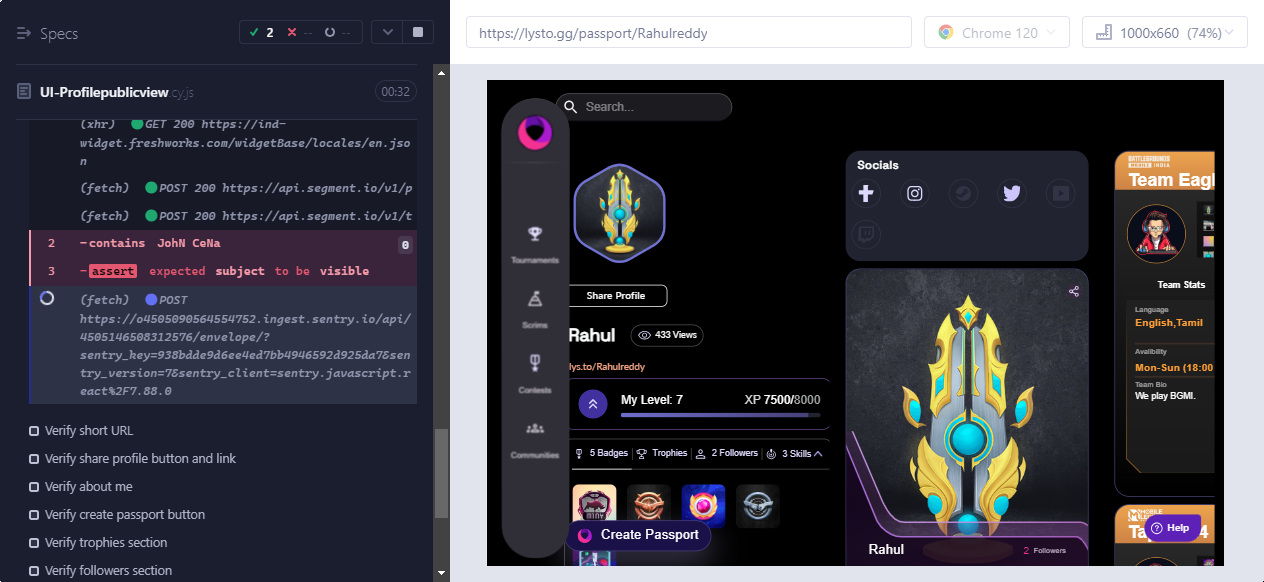 Specs
2
--
--
https://lysto.gg/passport/Rahulreddy
Chrome 120
1000x660 (74%)
UI-Profilepublicview.cy.js
00:32
(xhr) GET 200 https://ind-
widget.freshworks.com/widgetBase/locales/en.jso
n
(fetch) POST 200 https://api.segment.io/v1/p
(fetch) POST 200 https://api.segment.io/v1/t
2 -contains JohN CeNa 0
3 -assert expected subject to be visible
(fetch) POST
https://o4505090564554752.ingest.sentry.io/api/
4505146508312576/envelope/?
sentry_key=938bdde9d6ee4ed7bb4946592d925da7&sen
try_version=7&sentry_client=sentry.javascript.r
eact%2F7.88.0
Verify short URL
Verify share profile button and link
Verify about me
Verify create passport button
Verify trophies section
Verify followers section
Search...
Tournaments
Scrims
Contests
Communities
Share Profile
Rahul
433 Views
lys.to/Rahulreddy
My Level: 7
XP 7500/8000
5 Badges
Trophies
2 Followers
3 Skills
Create Passport
Socials
Rahul
2 Followers
BATTLEGROUNDS
MOBILE INDIA
Team Eagl
Team Stats
Language
English,Tamil
Avalibility
Mon-Sun (18:00
Team Bio
We play BGMI.
Help